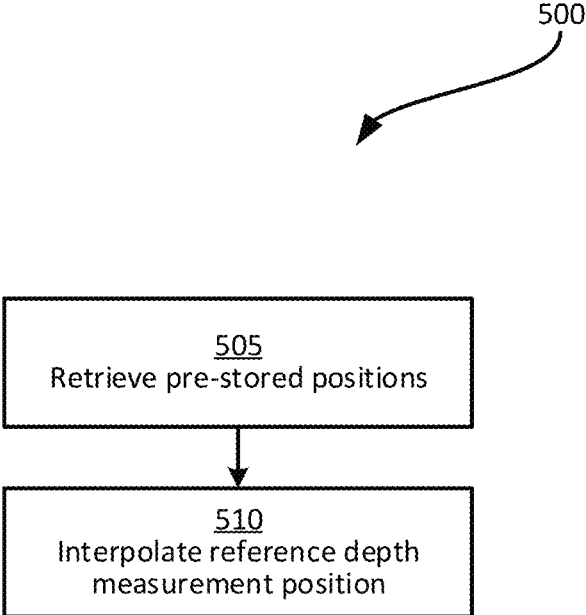 500
505
Retrieve pre-stored positions
510
Interpolate reference depth
measurement position